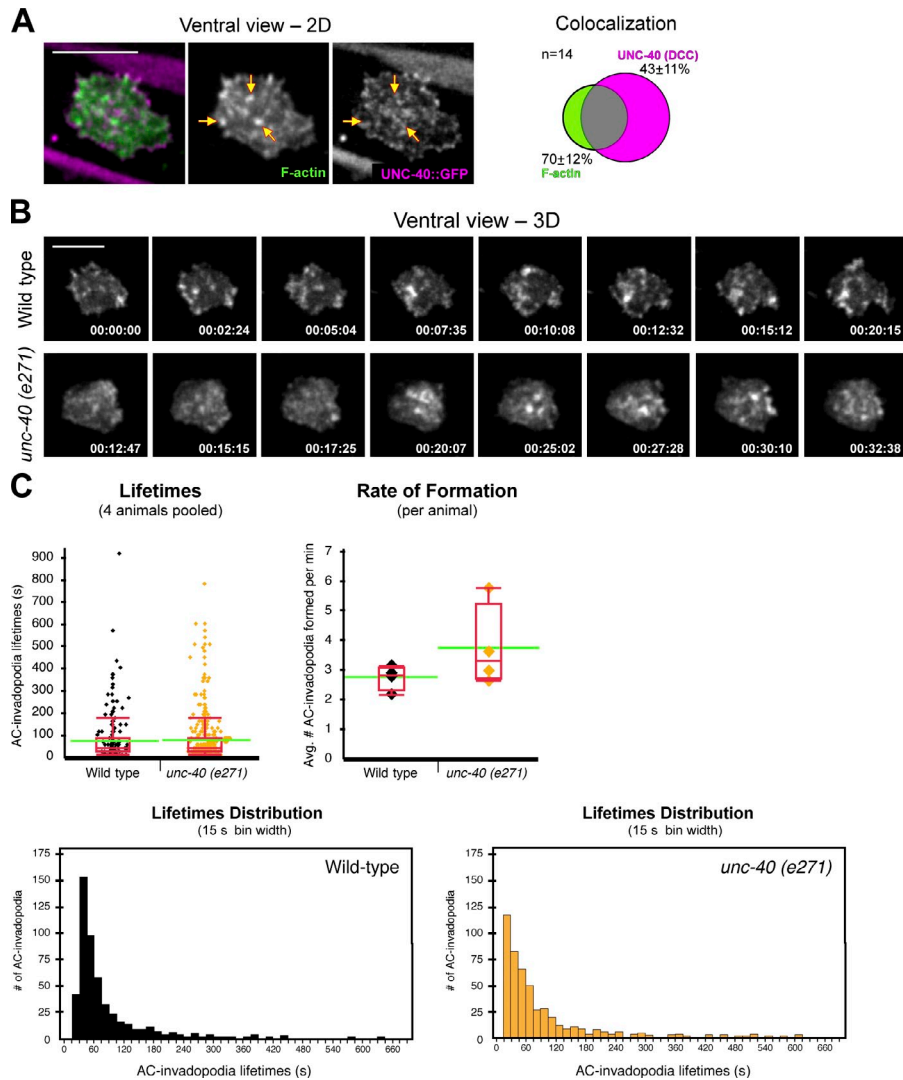 A
Ventral view – 2D
F-actin
UNC-40::GFP
Colocalization
n=14
UNC-40 (DCC)
43±11%
70±12%
F-actin
B
Ventral view – 3D
Wild type
00:00:00
00:02:24
00:05:04
00:07:35
00:10:08
00:12:32
00:15:12
00:20:15
unc-40 (e271)
00:12:47
00:15:15
00:17:25
00:20:07
00:25:02
00:27:28
00:30:10
00:32:38
C
Lifetimes
(4 animals pooled)
AC-invadopodia lifetimes (s)
900
800
700
600
500
400
300
200
100
0
Wild type
unc-40 (e271)
Rate of Formation
(per animal)
Avg. # AC-invadopodia formed per min
7
6
5
4
3
2
1
0
Wild type
unc-40 (e271)
Lifetimes Distribution
(15 s bin width)
Wild-type
# of AC-invadopodia
175
150
125
100
75
50
25
0
0 60 120 180 240 300 360 420 480 540 600 660
AC-invadopodia lifetimes (s)
Lifetimes Distribution
(15 s bin width)
unc-40 (e271)
# of AC-invadopodia
175
150
125
100
75
50
25
0
0 60 120 180 240 300 360 420 480 540 600 660
AC-invadopodia lifetimes (s)